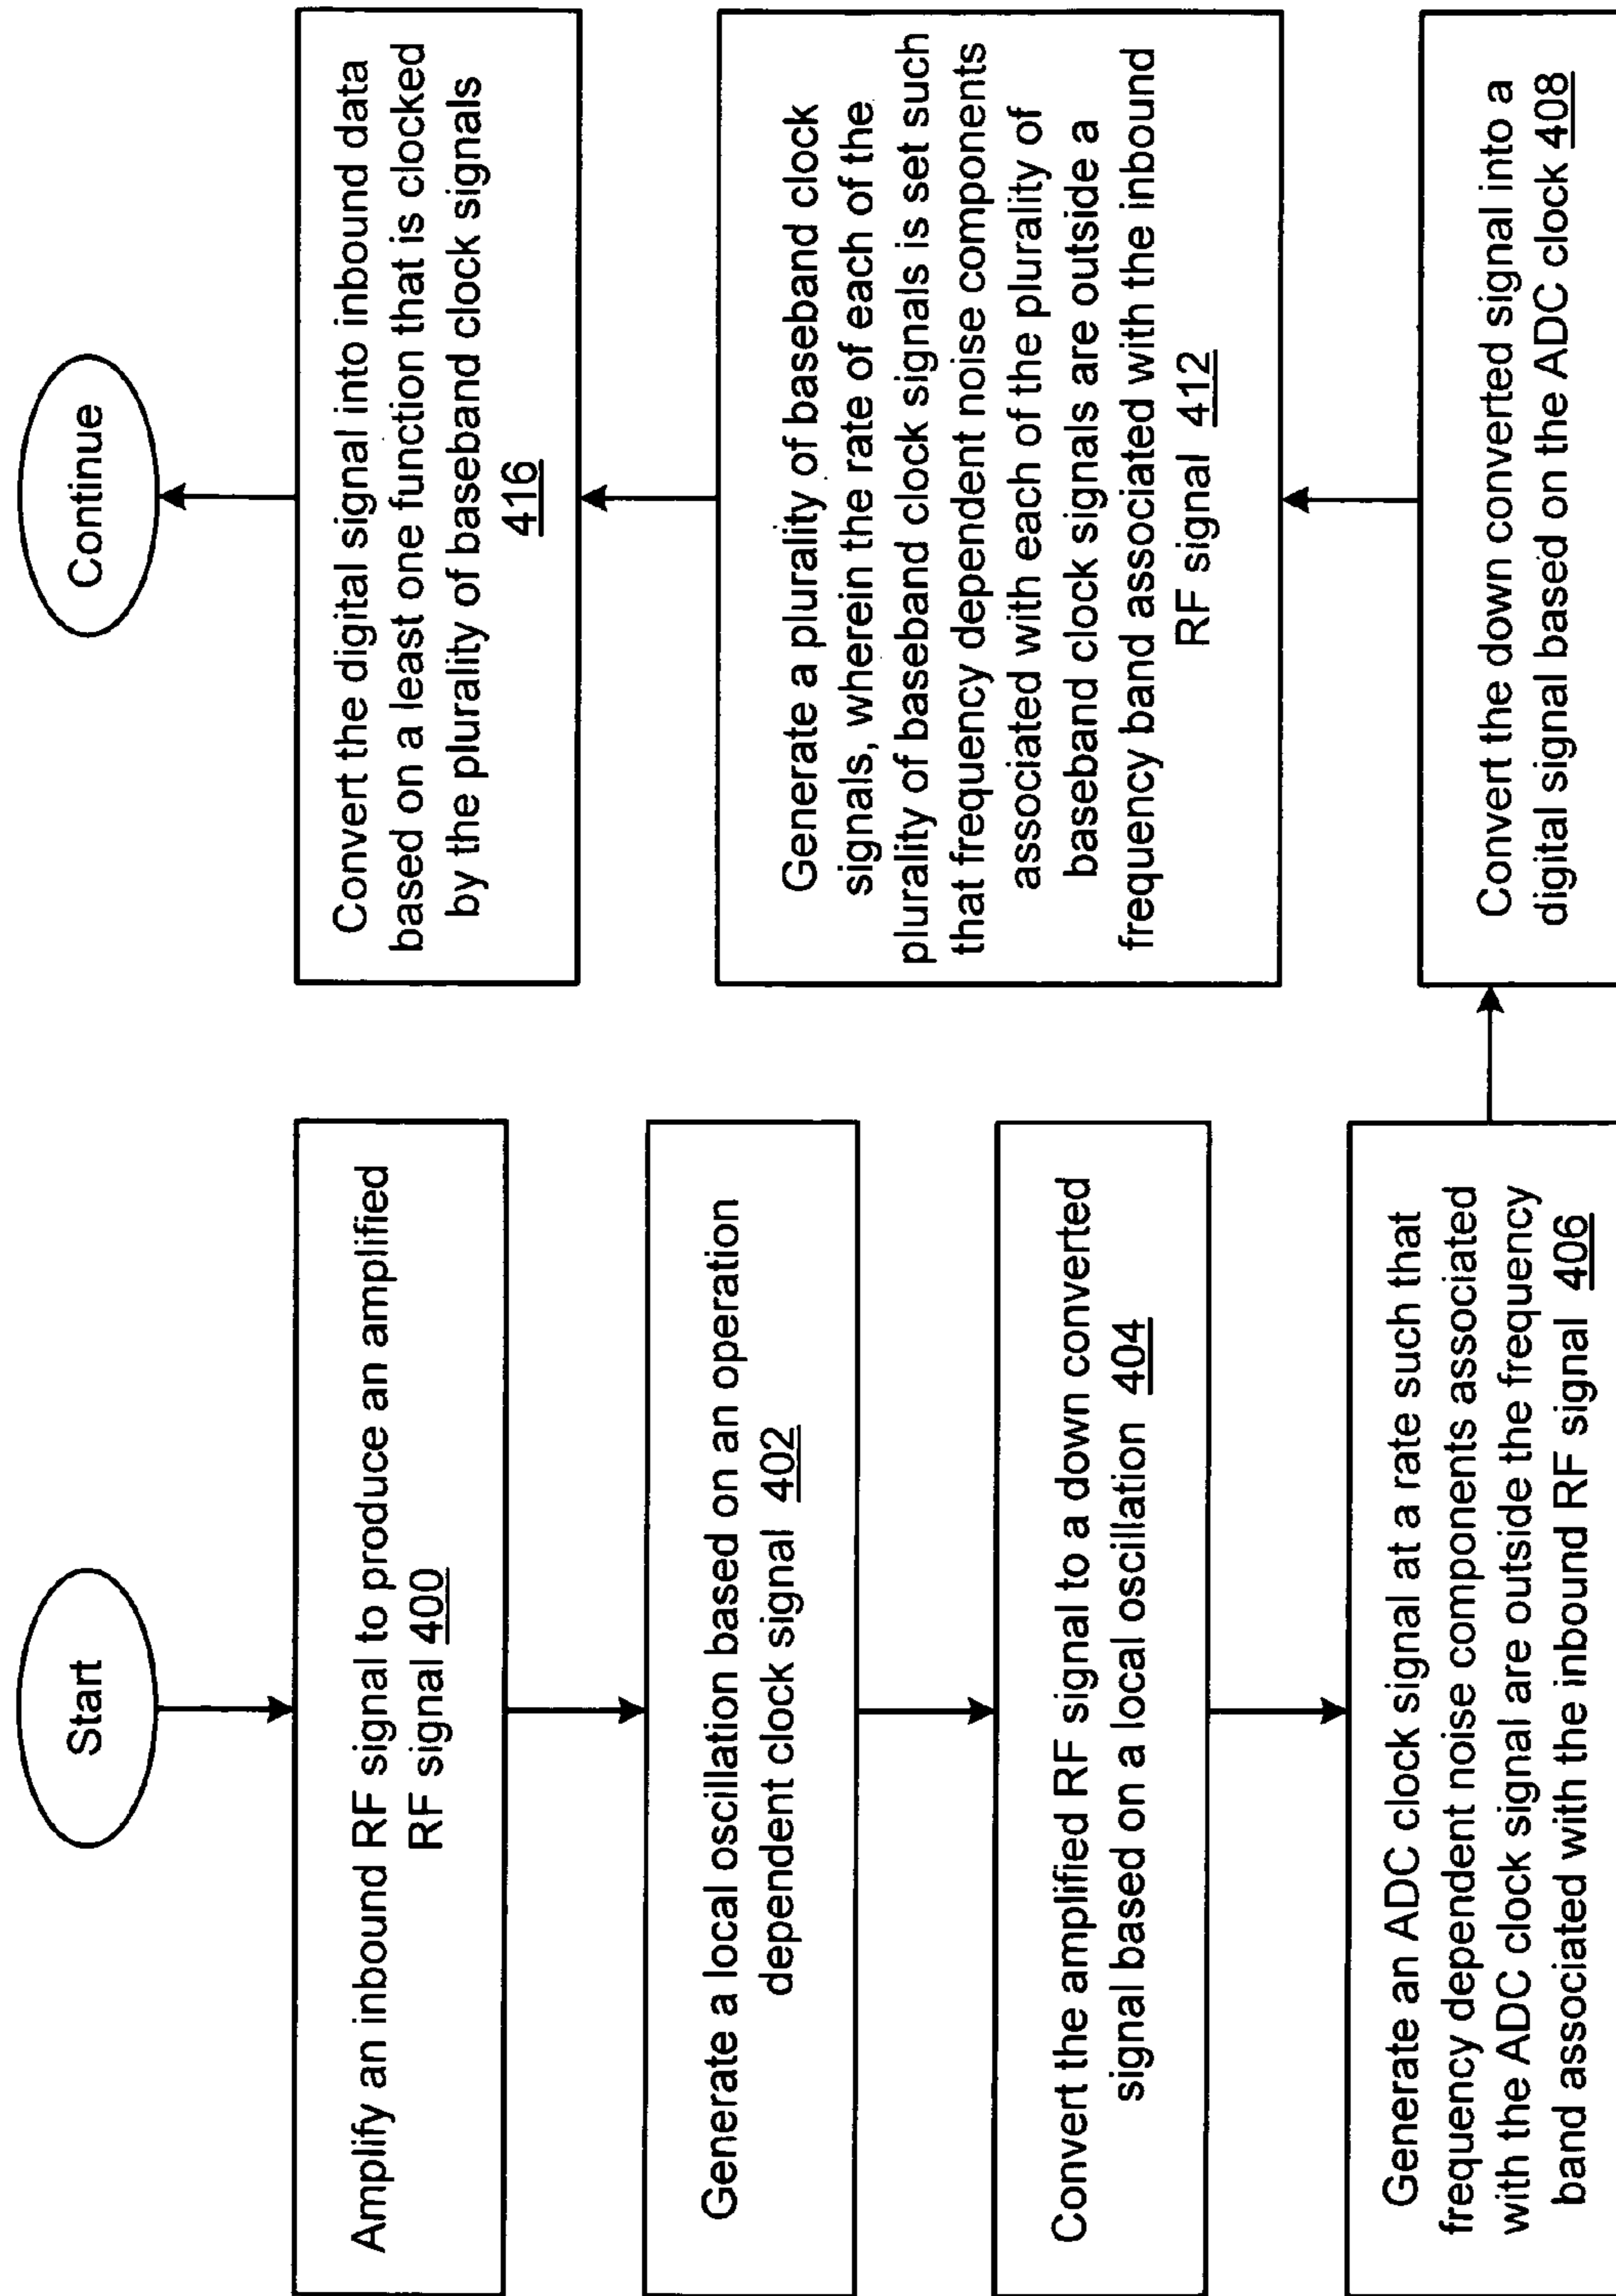 Start
Amplify an inbound RF signal to produce an amplified
RF signal 400
Generate a local oscillation based on an operation
dependent clock signal 402
Convert the amplified RF signal to a down converted
signal based on a local oscillation 404
Generate an ADC clock signal at a rate such that
frequency dependent noise components associated
with the ADC clock signal are outside the frequency
band associated with the inbound RF signal 406
Convert the down converted signal into a
digital signal based on the ADC clock 408
Generate a plurality of baseband clock
signals, wherein the rate of each of the
plurality of baseband clock signals is set such
that frequency dependent noise components
associated with each of the plurality of
baseband clock signals are outside a
frequency band associated with the inbound
RF signal 412
Convert the digital signal into inbound data
based on a least one function that is clocked
by the plurality of baseband clock signals
416
Continue